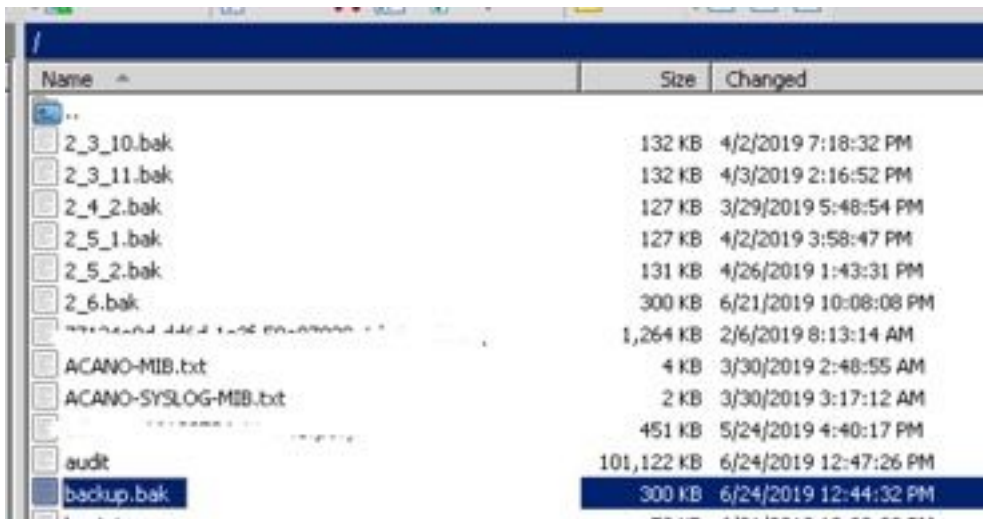 /
Name Size Changed
..
2_3_10.bak 132 KB 4/2/2019 7:18:32 PM
2_3_11.bak 132 KB 4/3/2019 2:16:52 PM
2_4_2.bak 127 KB 3/29/2019 5:48:54 PM
2_5_1.bak 127 KB 4/2/2019 3:58:47 PM
2_5_2.bak 131 KB 4/26/2019 1:43:31 PM
2_6.bak 300 KB 6/21/2019 10:08:08 PM
1,264 KB 2/6/2019 8:13:14 AM
ACANO-MIB.txt 4 KB 3/30/2019 2:48:55 AM
ACANO-SYSLOG-MIB.txt 2 KB 3/30/2019 3:17:12 AM
451 KB 5/24/2019 4:40:17 PM
audit 101,122 KB 6/24/2019 12:47:26 PM
backup.bak 300 KB 6/24/2019 12:44:32 PM